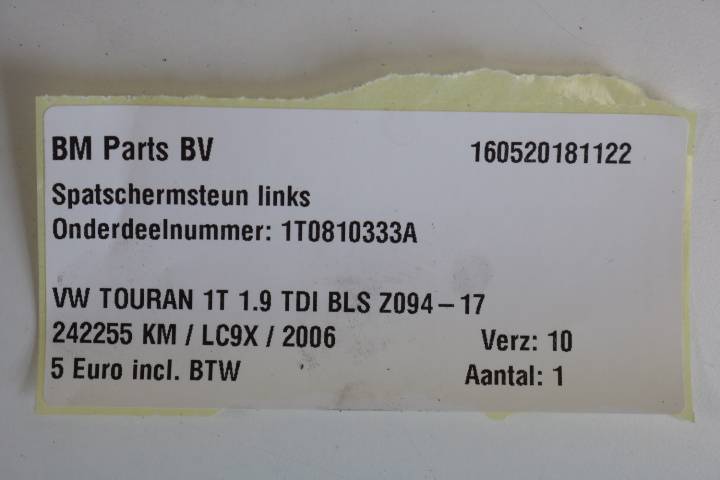 BM Parts BV 160520181122
Spatschermsteun links
Onderdeelnummer: 1T0810333A
VW TOURAN 1T 1.9 TDI BLS Z094-17
242255 KM / LC9X / 2006 Verz: 10
5 Euro incl. BTW Aantal: 1